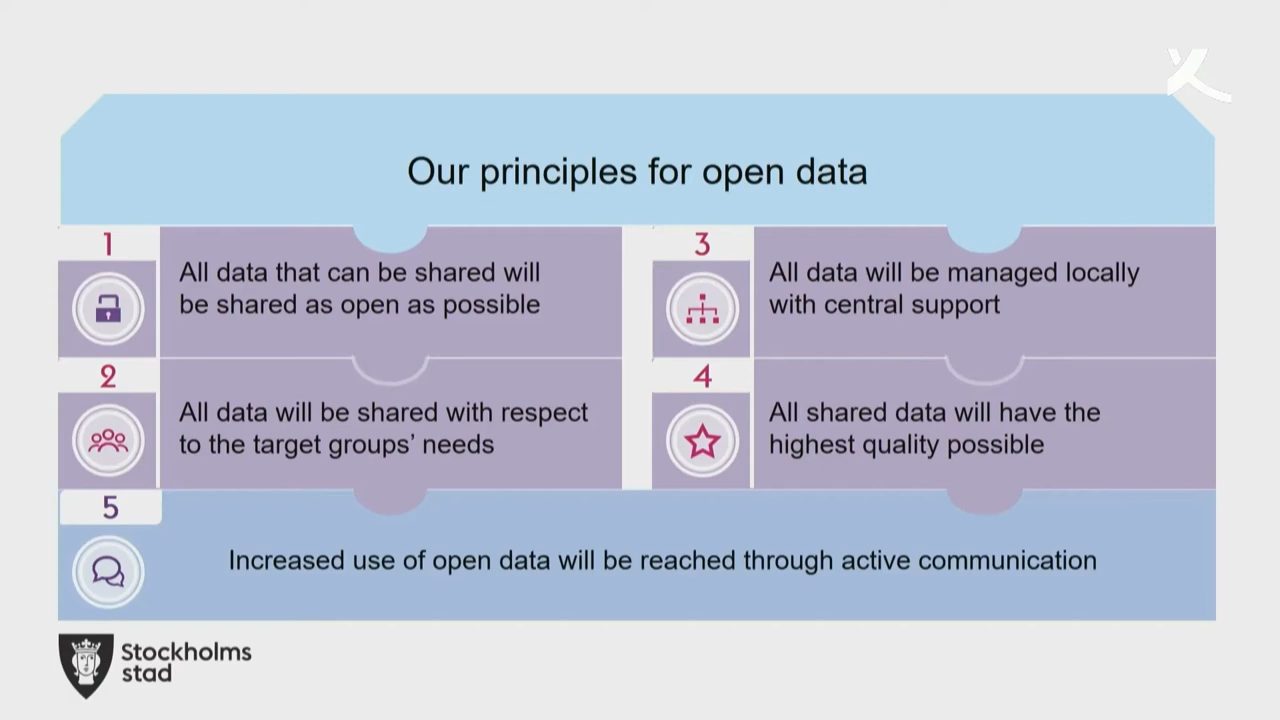 Our principles for open data
1
All data that can be shared will
be shared as open as possible
2
All data will be shared with respect
to the target groups’ needs
3
All data will be managed locally
with central support
4
All shared data will have the
highest quality possible
5
Increased use of open data will be reached through active communication
Stockholms
stad